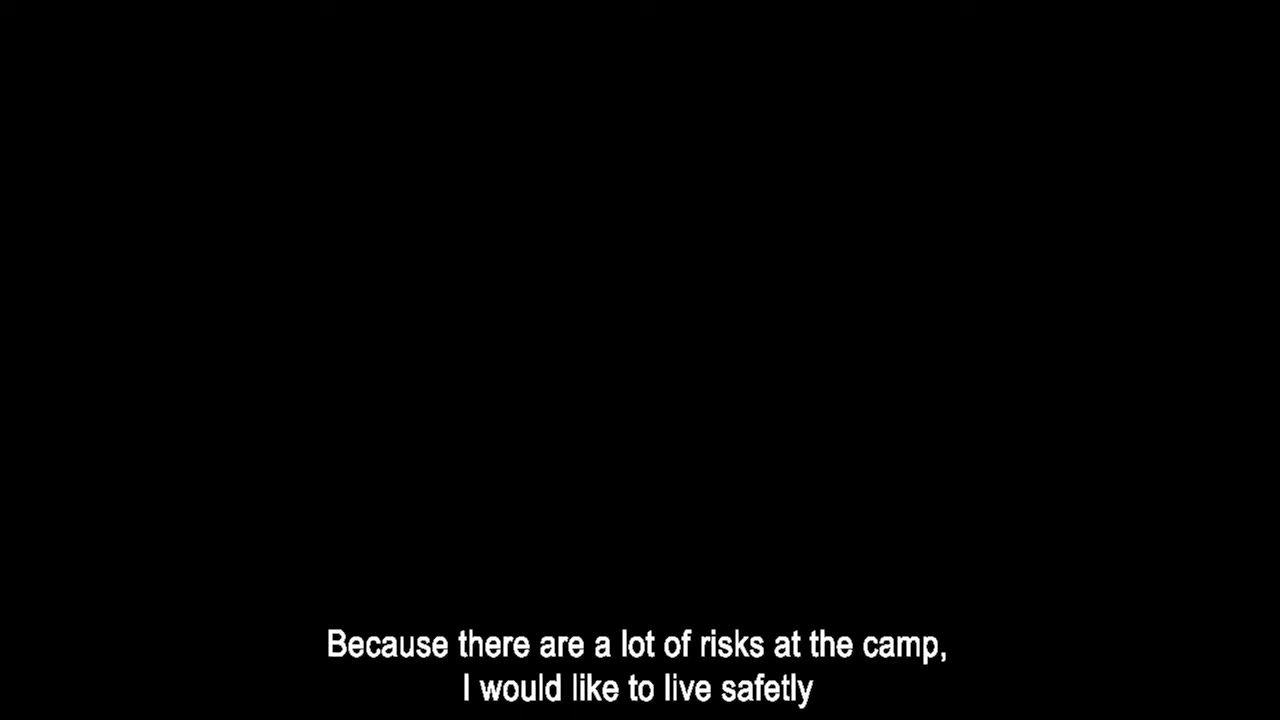 Because there are a lot of risks at the camp,
I would like to live safetly